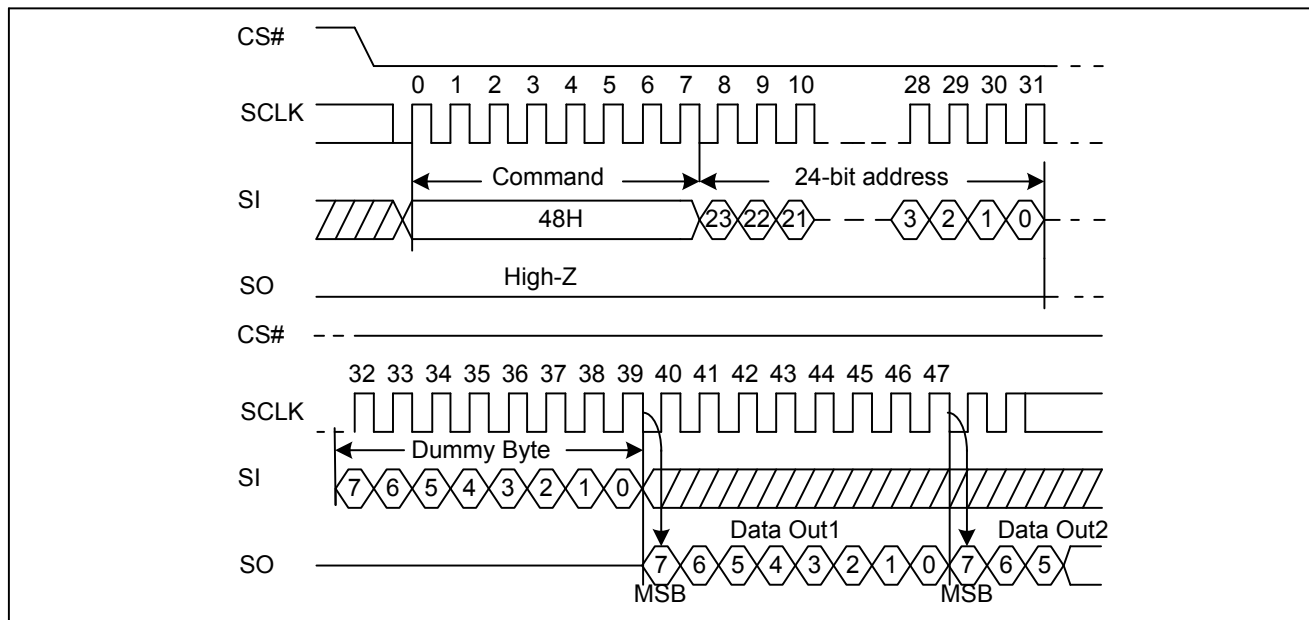 CS#
0 1 2 3 4 5 6 7 8 9 10 28 29 30 31
SCLK
Command 24-bit address
SI 48H 23 22 21 3 2 1 0
High-Z
SO
CS#
32 33 34 35 36 37 38 39 40 41 42 43 44 45 46 47
SCLK
Dummy Byte
SI 7 6 5 4 3 2 1 0
Data Out1 Data Out2
SO 7 6 5 4 3 2 1 0 7 6 5
MSB MSB